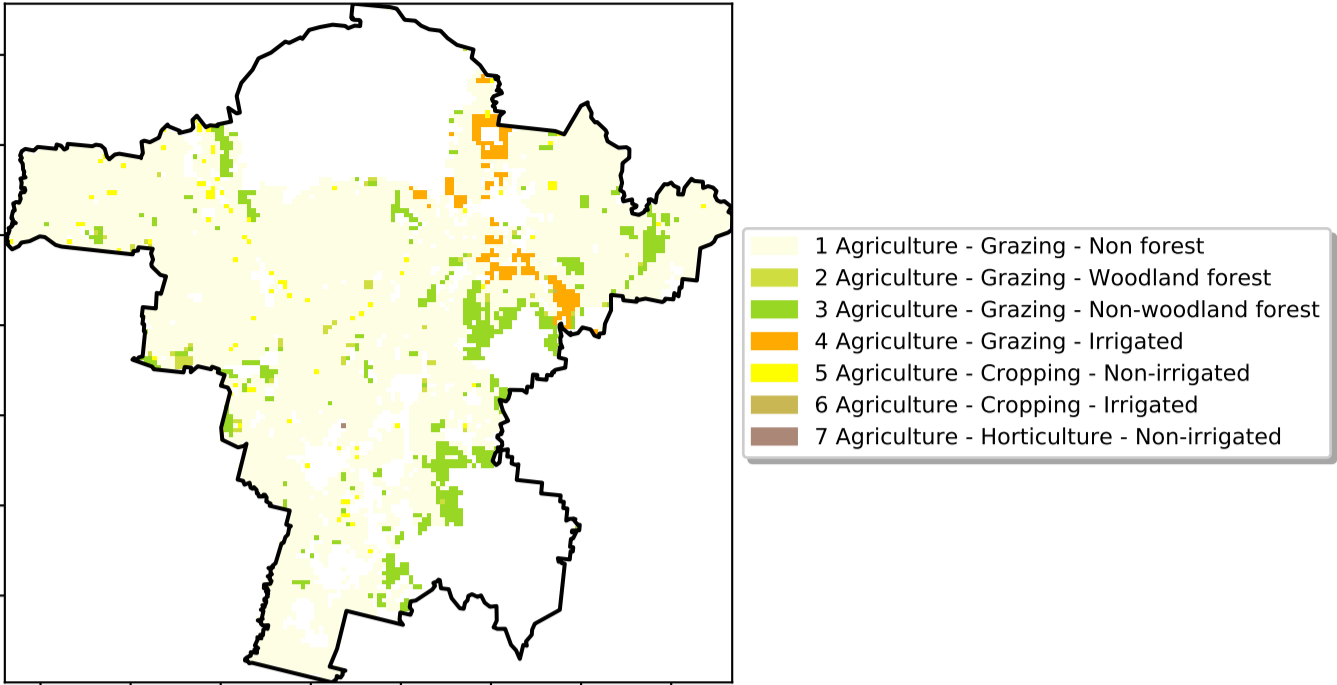 1 Agriculture - Grazing - Non forest
2 Agriculture - Grazing - Woodland forest
3 Agriculture - Grazing - Non-woodland forest
4 Agriculture - Grazing - Irrigated
5 Agriculture - Cropping - Non-irrigated
6 Agriculture - Cropping - Irrigated
7 Agriculture - Horticulture - Non-irrigated